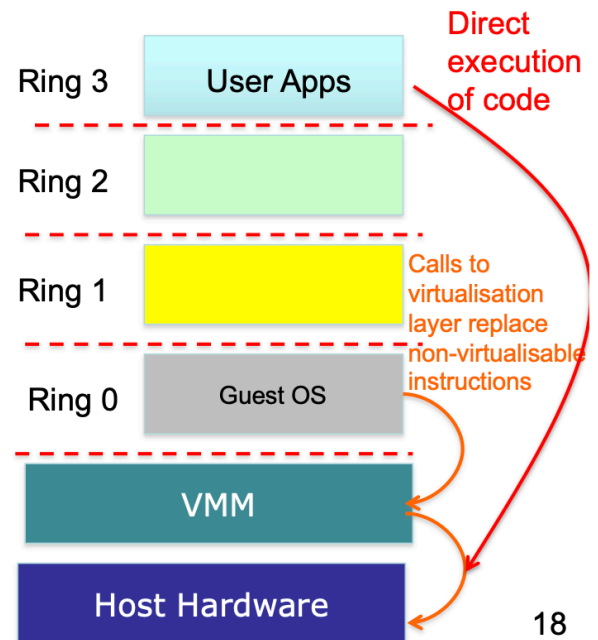 Direct
execution
of code
Ring 3
User Apps
Ring 2
Ring 1
Calls to
virtualisation
layer replace
non-virtualisable
instructions
Ring 0
Guest OS
VMM
Host Hardware
18